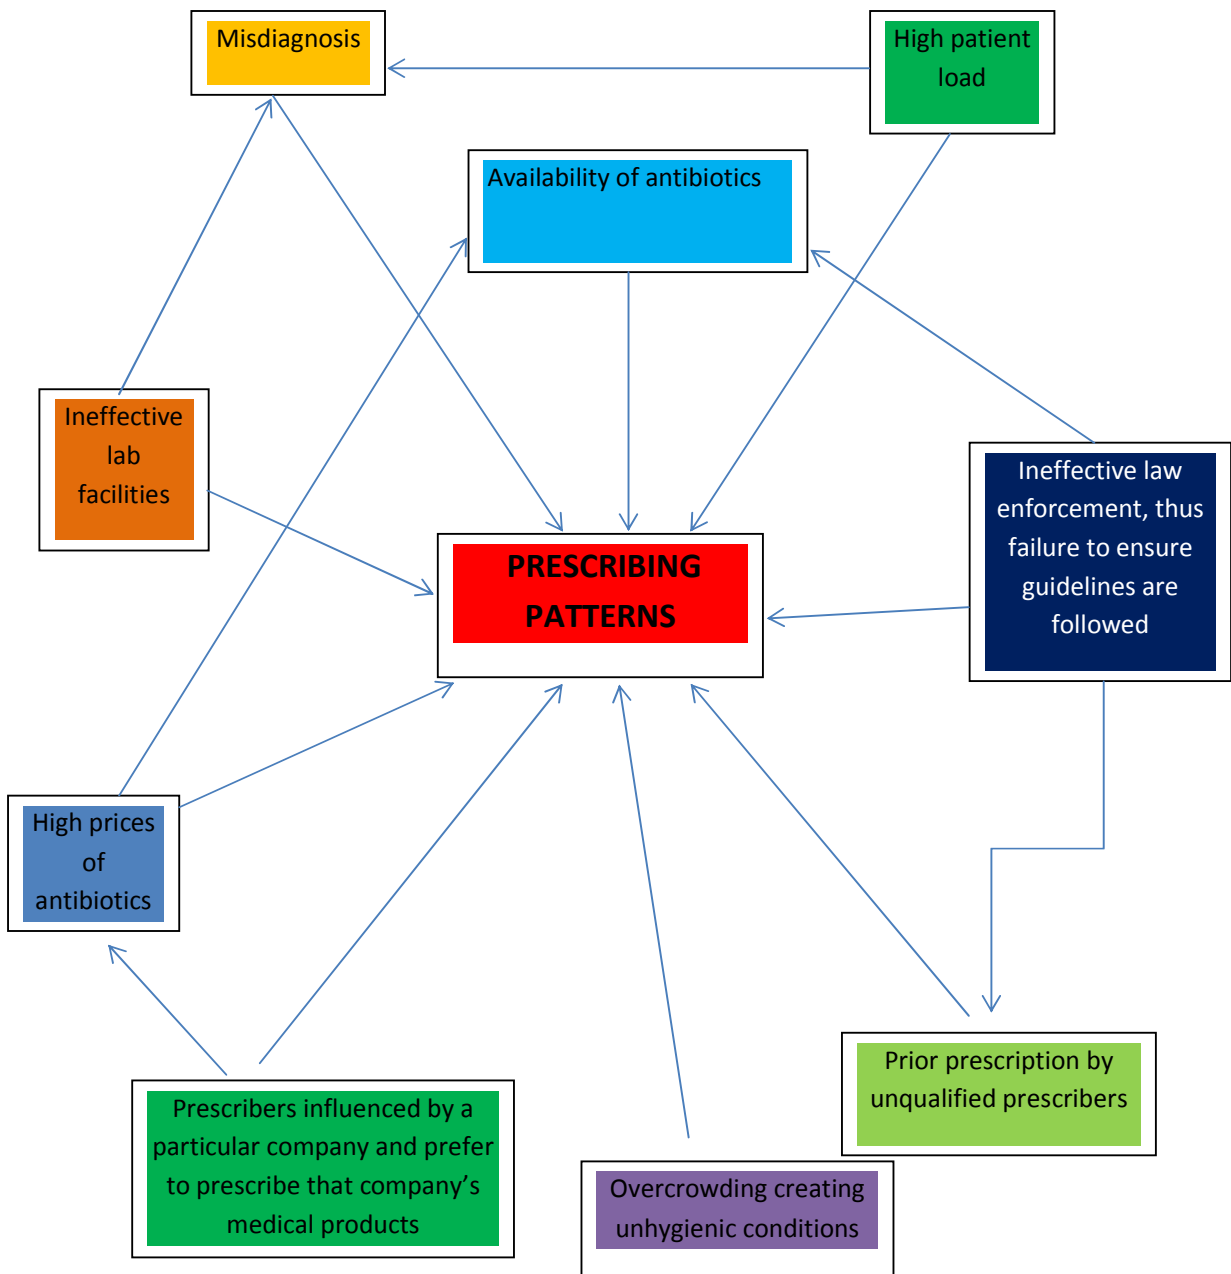 Misdiagnosis
High patient
load
Availability of antibiotics
Ineffective
lab
facilities
Ineffective law
enforcement, thus
failure to ensure
guidelines are
followed
PRESCRIBING
PATTERNS
High prices
of
antibiotics
Prior prescription by
unqualified prescribers
Prescribers influenced by a
particular company and prefer
to prescribe that company’s
medical products
Overcrowding creating
unhygienic conditions